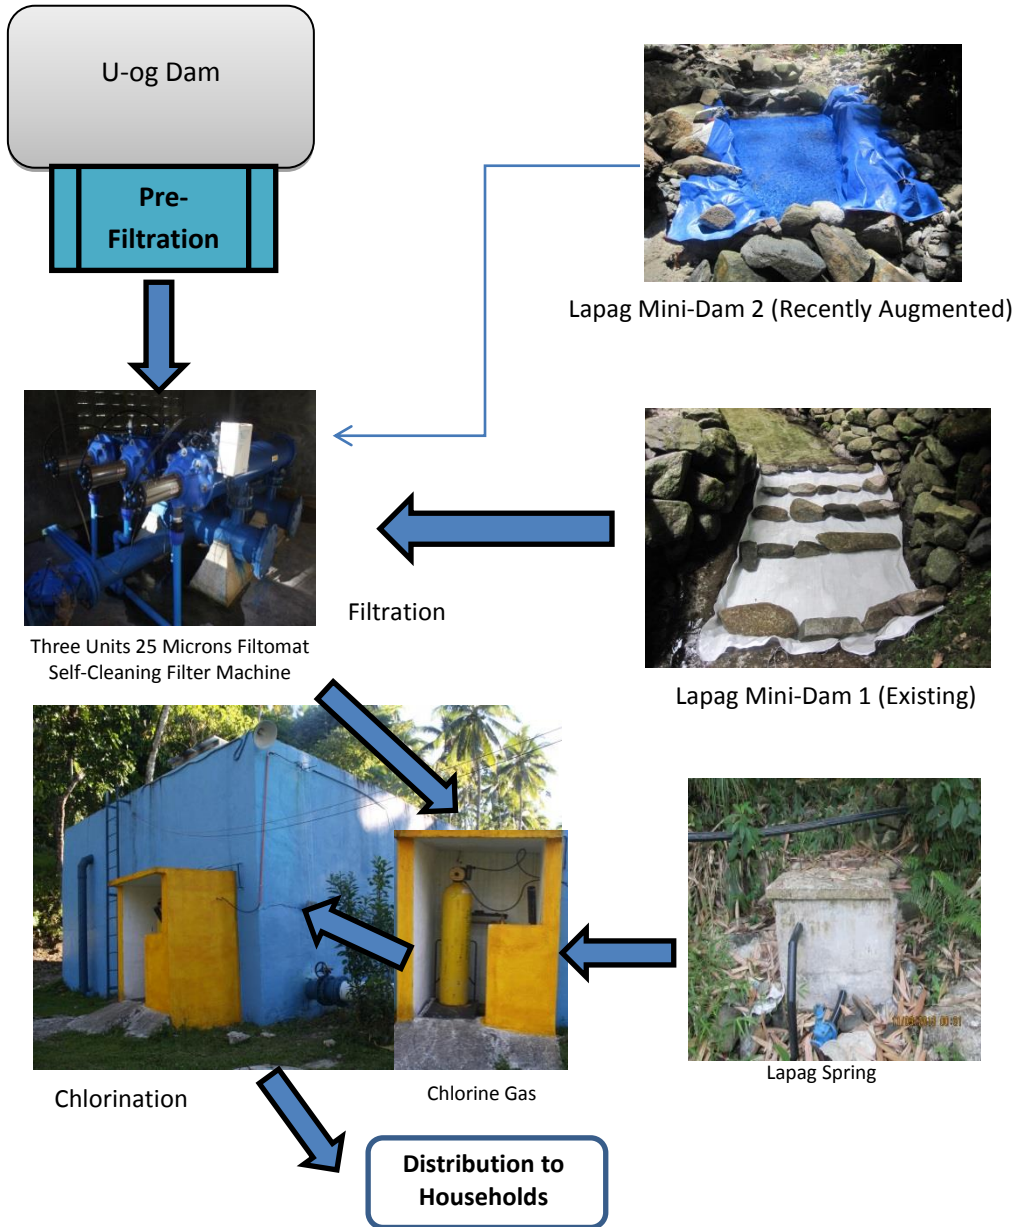 U-og Dam
Pre-
Filtration
Lapag Mini-Dam 2 (Recently Augmented)
Filtration
Three Units 25 Microns Filtomat
Self-Cleaning Filter Machine
Lapag Mini-Dam 1 (Existing)
Chlorination
Chlorine Gas
Lapag Spring
Distribution to
Households